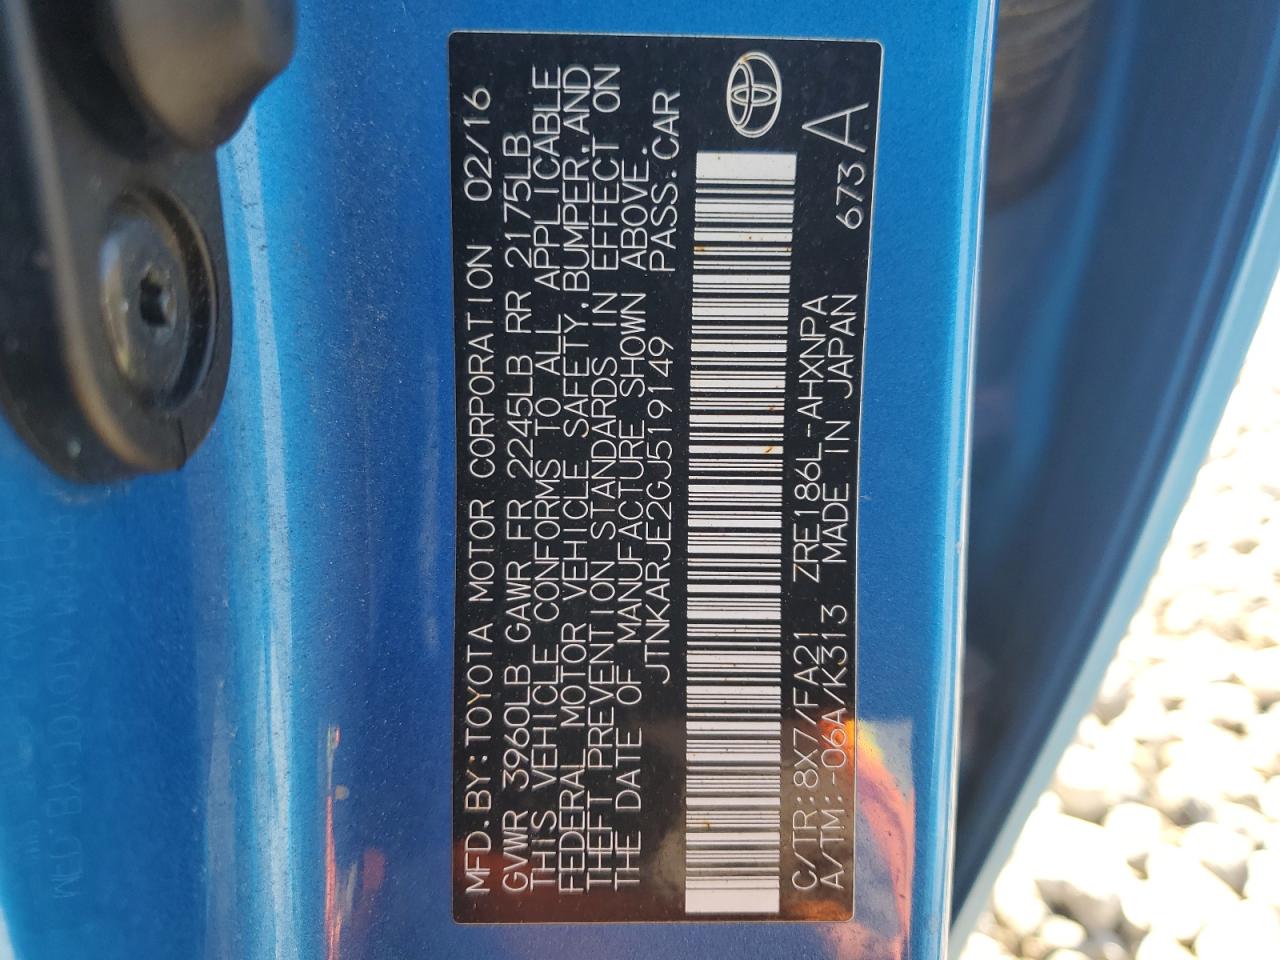 MFD.BY:TOYOTA MOTOR CORPORATION 02/16
GVWR 3960LB GAWR FR 2245LB RR 2175LB
THIS VEHICLE CONFORMS TO ALL APPLICABLE
FEDERAL MOTOR VEHICLE SAFETY,BUMPER,AND
THEFT PREVENTION STANDARDS IN EFFECT ON
THE DATE OF MANUFACTURE SHOWN ABOVE.
JTNKARJE2GJ519149 PASS.CAR
C/TR:8X7/FA21 ZRE186L-AHXNPA 673
A/TM:-06A/K313 MADE IN JAPAN A